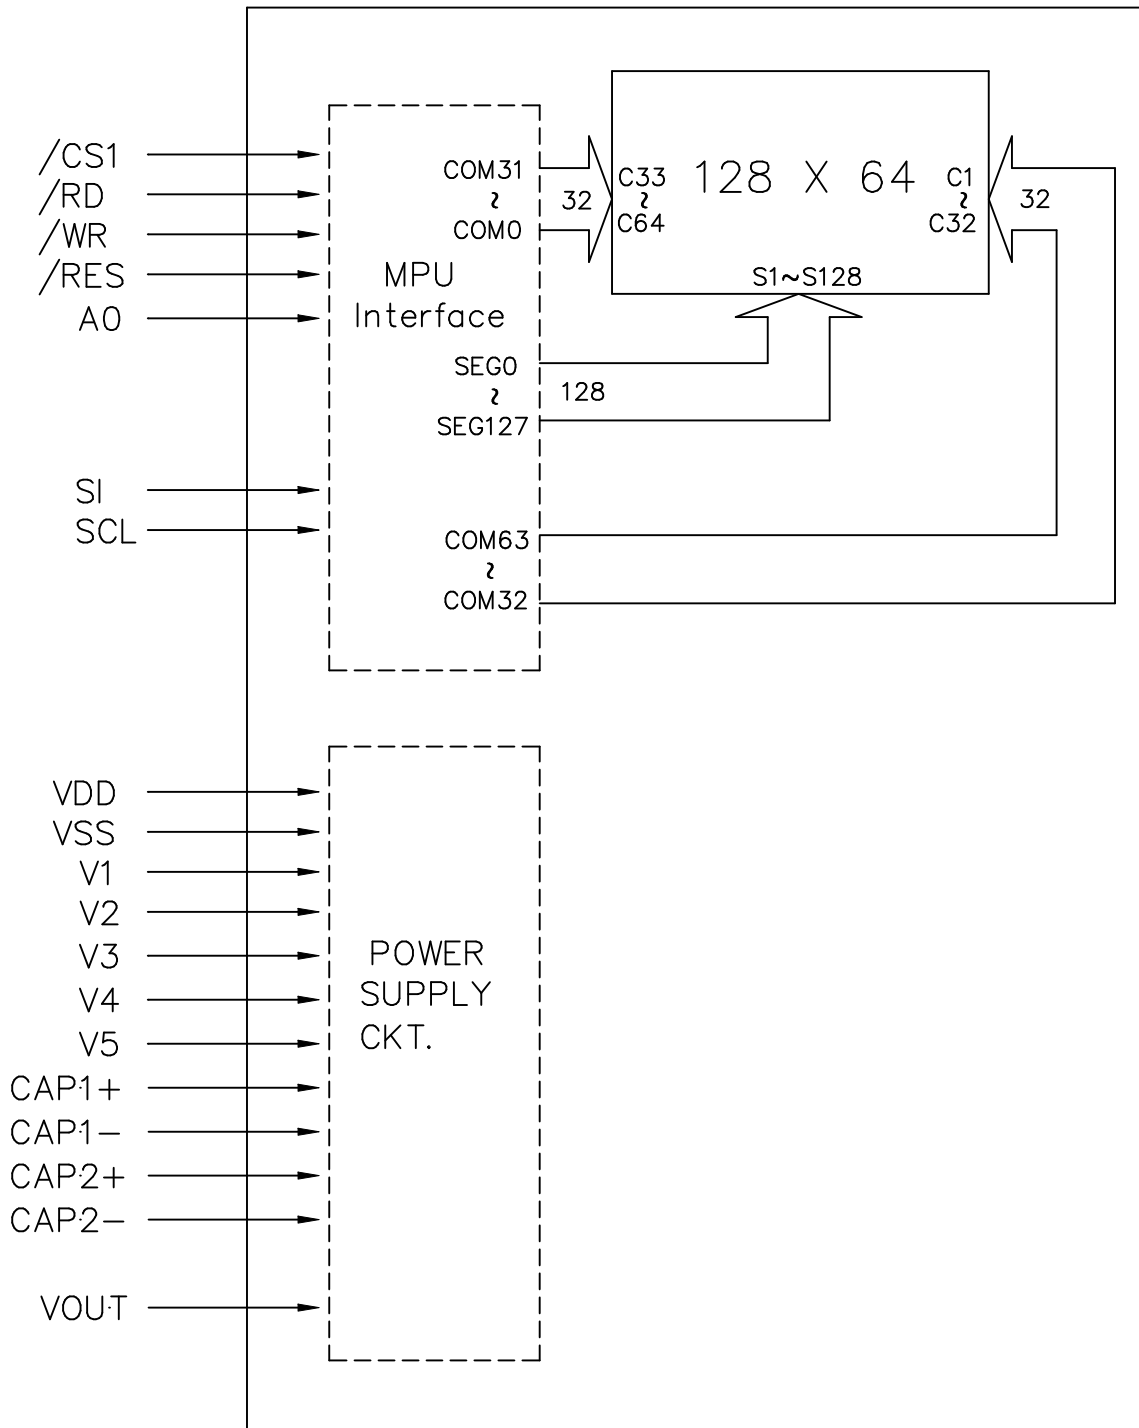 /CS1
/RD
/WR
/RES
A0
SI
SCL
COM31
~
COM0
MPU
Interface
SEG0
~
SEG127
COM63
~
COM32
32
128
C33
~
C64
128 X 64
C1
~
C32
S1~S128
32
VDD
VSS
V1
V2
V3
V4
V5
CAP1+
CAP1-
CAP2+
CAP2-
VOUT
POWER
SUPPLY
CKT.